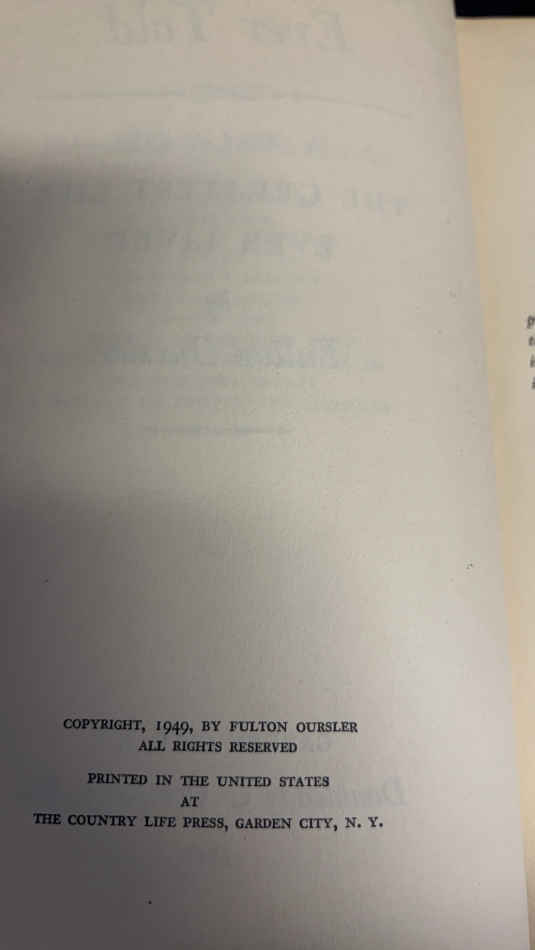 COPYRIGHT, 1949, BY FULTON OURSLER
ALL RIGHTS RESERVED
PRINTED IN THE UNITED STATES
AT
THE COUNTRY LIFE PRESS, GARDEN CITY, N. Y.